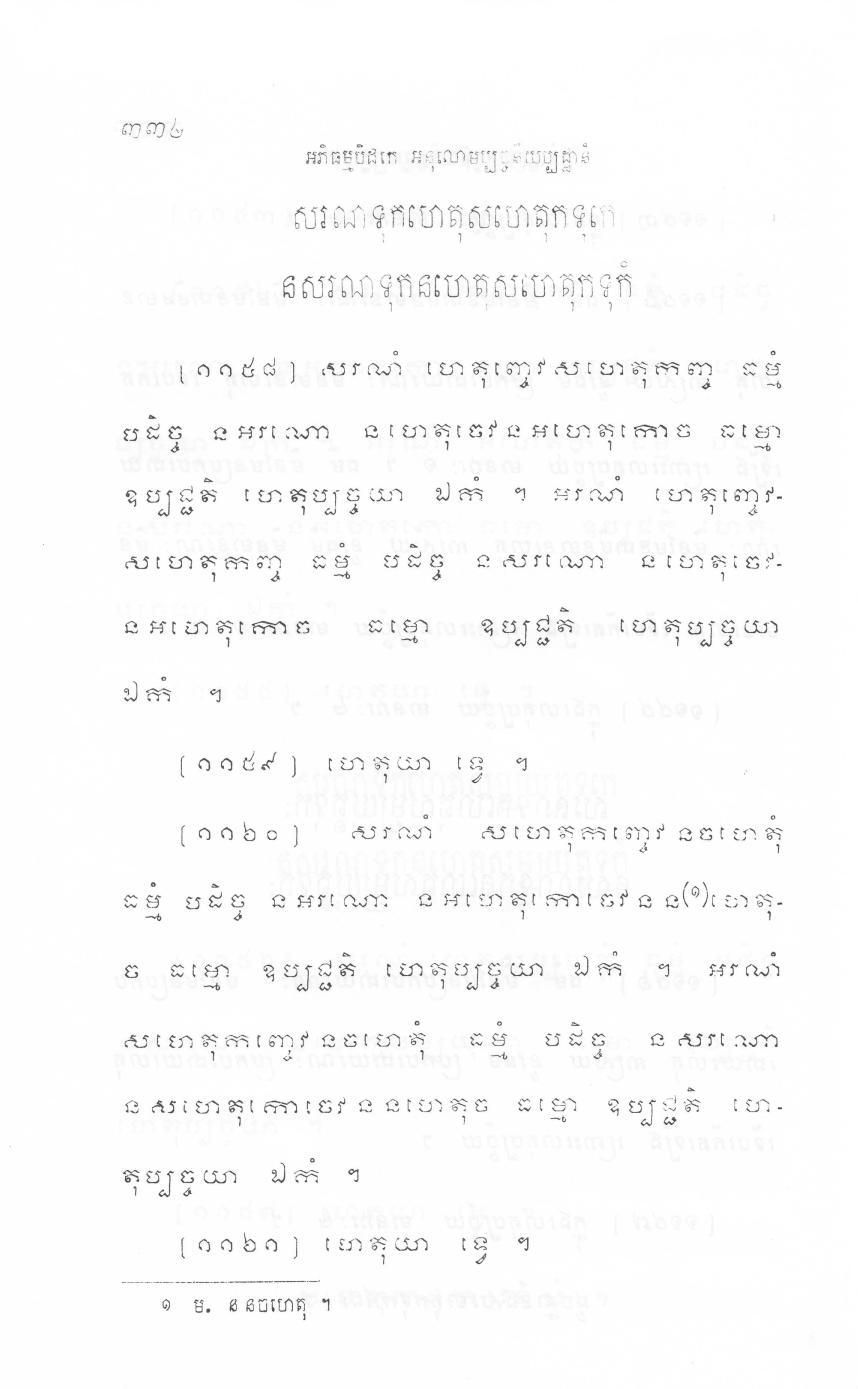 ៣៣៤
អភិធម្មបិដកេ អនុលោមប្បច្ចនីយប្បដ្ឋានំ
សរណទុកហេតុសហេតុកទុកេ
នសរណទុកនហេតុសហេតុកទុកំ
[១១៥៨] សរណំ ហេតុញ្ចេវសហេតុកញ្ច ធម្មំ
បដិច្ច នអរណោ នហេតុចេវនអហេតុកោច ធម្មោ
ឧប្បជ្ជតិ ហេតុប្បច្ចយា ឯកំ ។ អរណំ ហេតុញ្ចេវ-
សហេតុកញ្ច ធម្មំ បដិច្ច នសរណោ នហេតុចេវ-
នអហេតុកោច ធម្មោ ឧប្បជ្ជតិ ហេតុប្បច្ចយា
ឯកំ ។
[១១៥៩] ហេតុយា ទ្វេ ។
[១១៦០] សរណំ សហេតុកញ្ចេវនចហេតុំ
ធម្មំ បដិច្ច នអរណោ នអហេតុកោចេវនន(១)ហេតុ-
ច ធម្មោ ឧប្បជ្ជតិ ហេតុប្បច្ចយា ឯកំ ។ អរណំ
សហេតុកញ្ចេវនចហេតុំ ធម្មំ បដិច្ច នសរណោ
នសហេតុកោចេវននហេតុច ធម្មោ ឧប្បជ្ជតិ ហេ-
តុប្បច្ចយា ឯកំ ។
[១១៦១] ហេតុយា ទ្វេ ។
១ ម. ននចហេតុ ។